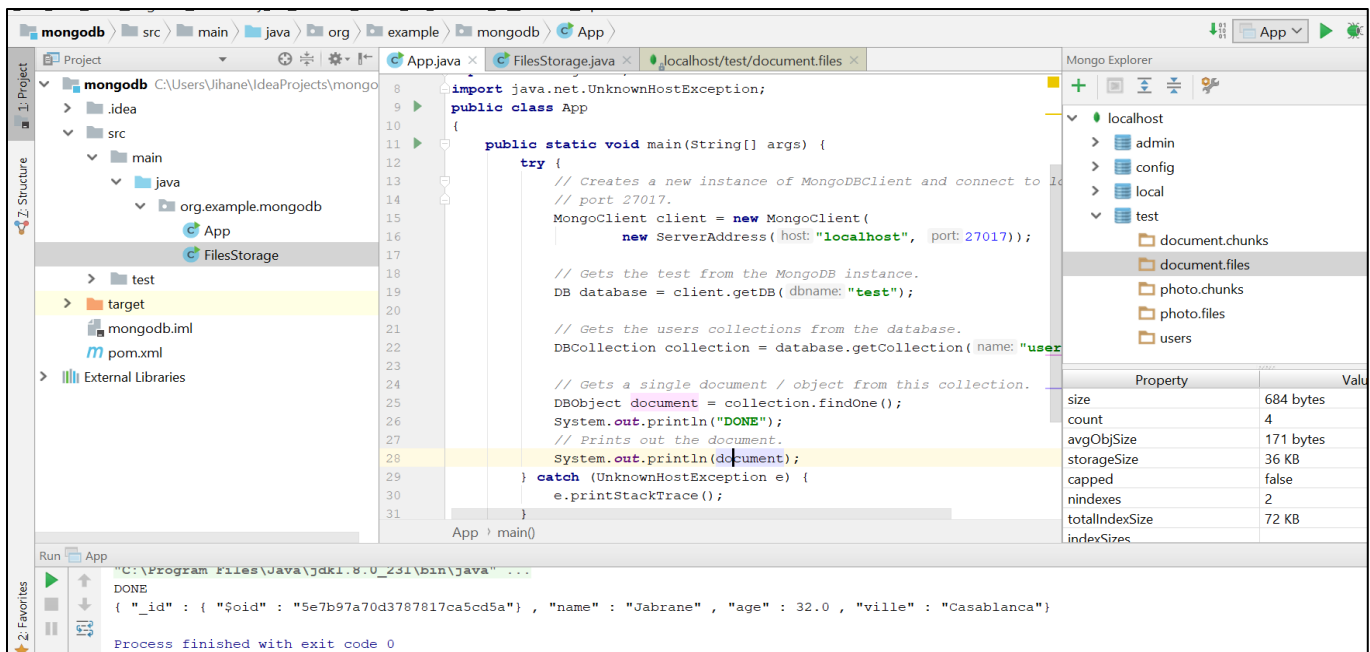 mongodb src main java org example mongodb App App
Project
App.java FilesStorage.java localhost/test/document.files
Mongo Explorer
1: Project
Z: Structure
2: Favorites
mongodb C:\Users\Jihane\IdeaProjects\mongo
.idea
src
main
java
org.example.mongodb
App
FilesStorage
test
target
mongodb.iml
pom.xml
External Libraries
8 import java.net.UnknownHostException;
9 public class App
10 {
11 public static void main(String[] args) {
12 try {
13 // Creates a new instance of MongoDBClient and connect to lo
14 // port 27017.
15 MongoClient client = new MongoClient(
16 new ServerAddress( host: "localhost", port: 27017));
17
18 // Gets the test from the MongoDB instance.
19 DB database = client.getDB( dbname: "test");
20
21 // Gets the users collections from the database.
22 DBCollection collection = database.getCollection( name: "user
23
24 // Gets a single document / object from this collection.
25 DBObject document = collection.findOne();
26 System.out.println("DONE");
27 // Prints out the document.
28 System.out.println(document);
29 } catch (UnknownHostException e) {
30 e.printStackTrace();
31 }
App main()
localhost
admin
config
local
test
document.chunks
document.files
photo.chunks
photo.files
users
Property Valu
size 684 bytes
count 4
avgObjSize 171 bytes
storageSize 36 KB
capped false
nindexes 2
totalIndexSize 72 KB
indexSizes
Run App
"C:\Program Files\Java\jdk1.8.0_231\bin\java" ...
DONE
{ "_id" : { "$oid" : "5e7b97a70d3787817ca5cd5a"} , "name" : "Jabrane" , "age" : 32.0 , "ville" : "Casablanca"}
Process finished with exit code 0